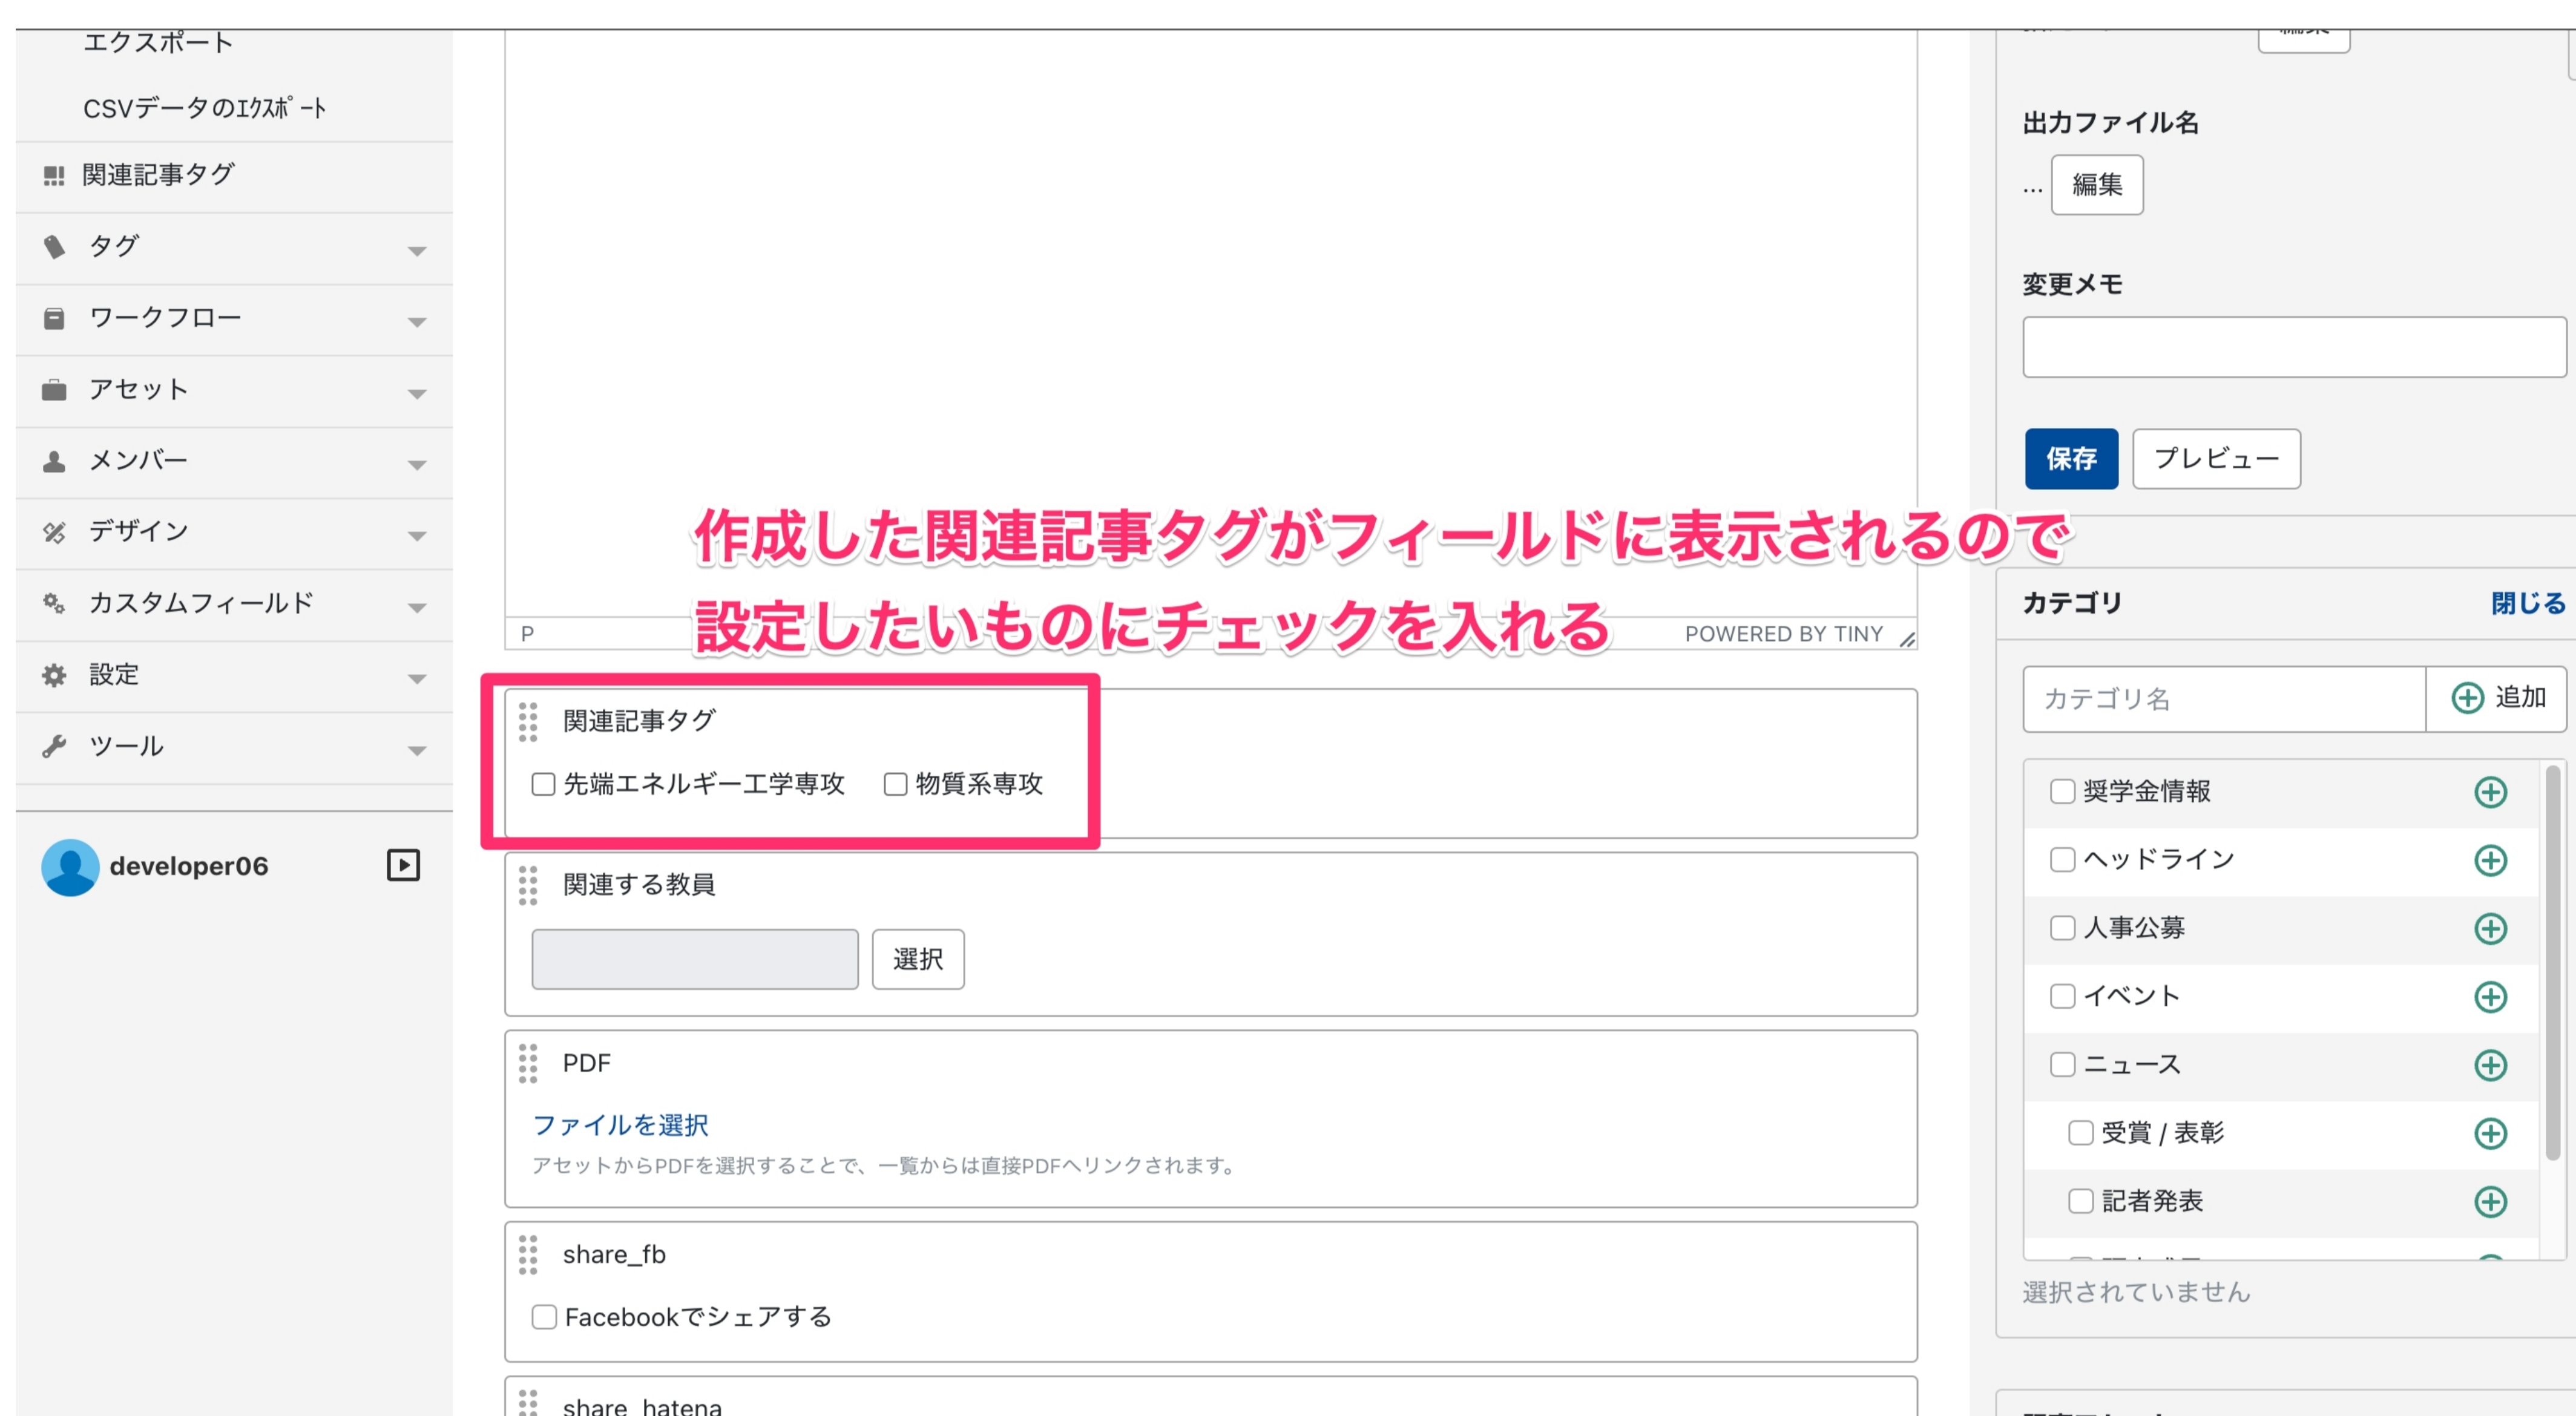 エクスポート
CSVデータのｴｸｽﾎﾟｰﾄ
関連記事タグ
タグ
ワークフロー
アセット
メンバー
デザイン
カスタムフィールド
設定
ツール
developer06
作成した関連記事タグがフィールドに表示されるので
設定したいものにチェックを入れる
P
POWERED BY TINY
関連記事タグ
先端エネルギー工学専攻 物質系専攻
関連する教員
選択
PDF
ファイルを選択
アセットからPDFを選択することで、一覧からは直接PDFへリンクされます。
share_fb
Facebookでシェアする
share_hatena
編集
出力ファイル名
... 編集
変更メモ
保存 プレビュー
カテゴリ 閉じる
カテゴリ名 追加
奨学金情報
ヘッドライン
人事公募
イベント
ニュース
受賞 / 表彰
記者発表
選択されていません